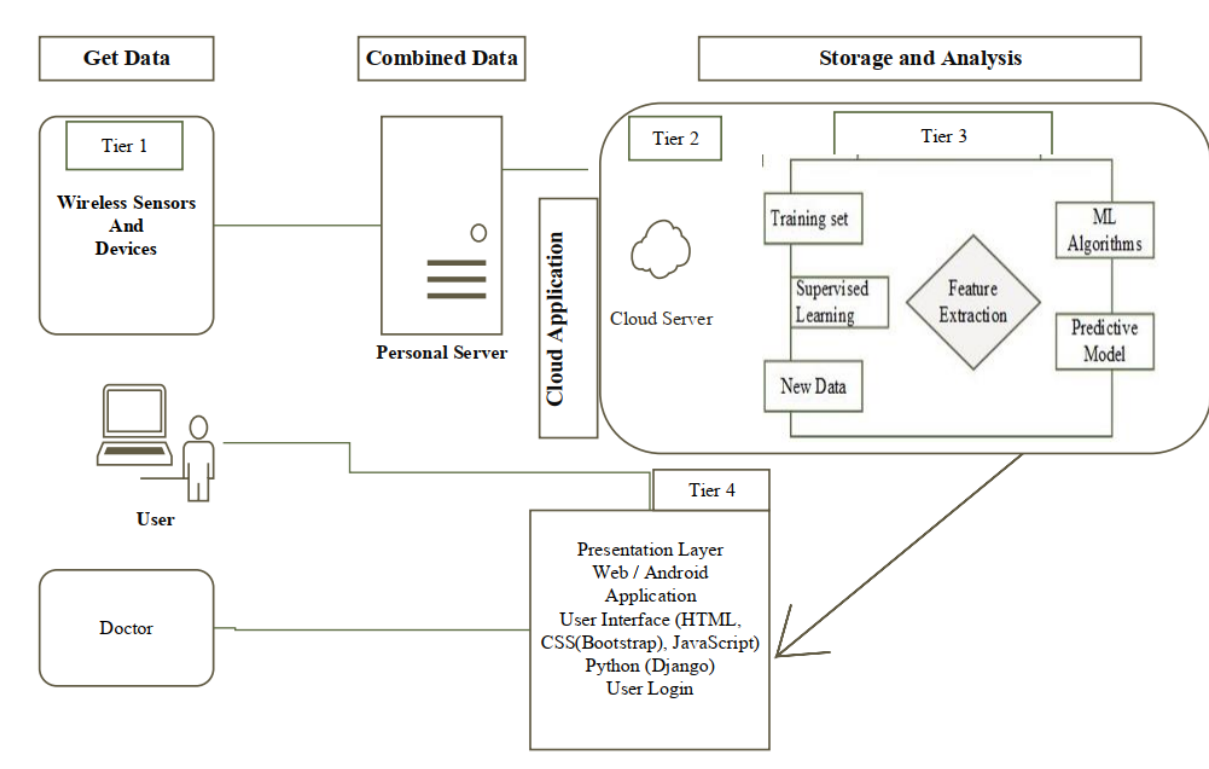 Get Data
Combined Data
Storage and Analysis
Tier 1
Wireless Sensors
And
Devices
Personal Server
Cloud Application
Tier 2
Cloud Server
Tier 3
Training set
Supervised
Learning
New Data
Feature
Extraction
ML
Algorithms
Predictive
Model
User
Doctor
Tier 4
Presentation Layer
Web / Android
Application
User Interface (HTML,
CSS(Bootstrap), JavaScript)
Python (Django)
User Login